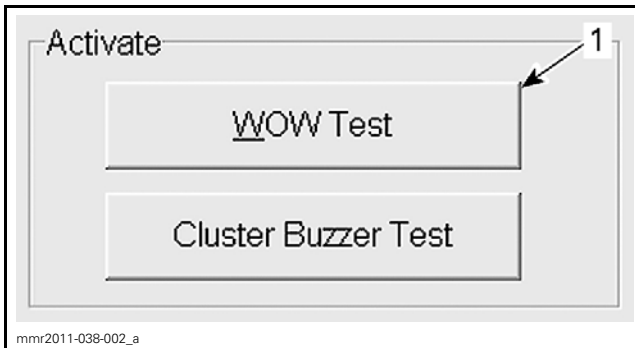 Activate
1
WOW Test
Cluster Buzzer Test
mmr2011-038-002_a